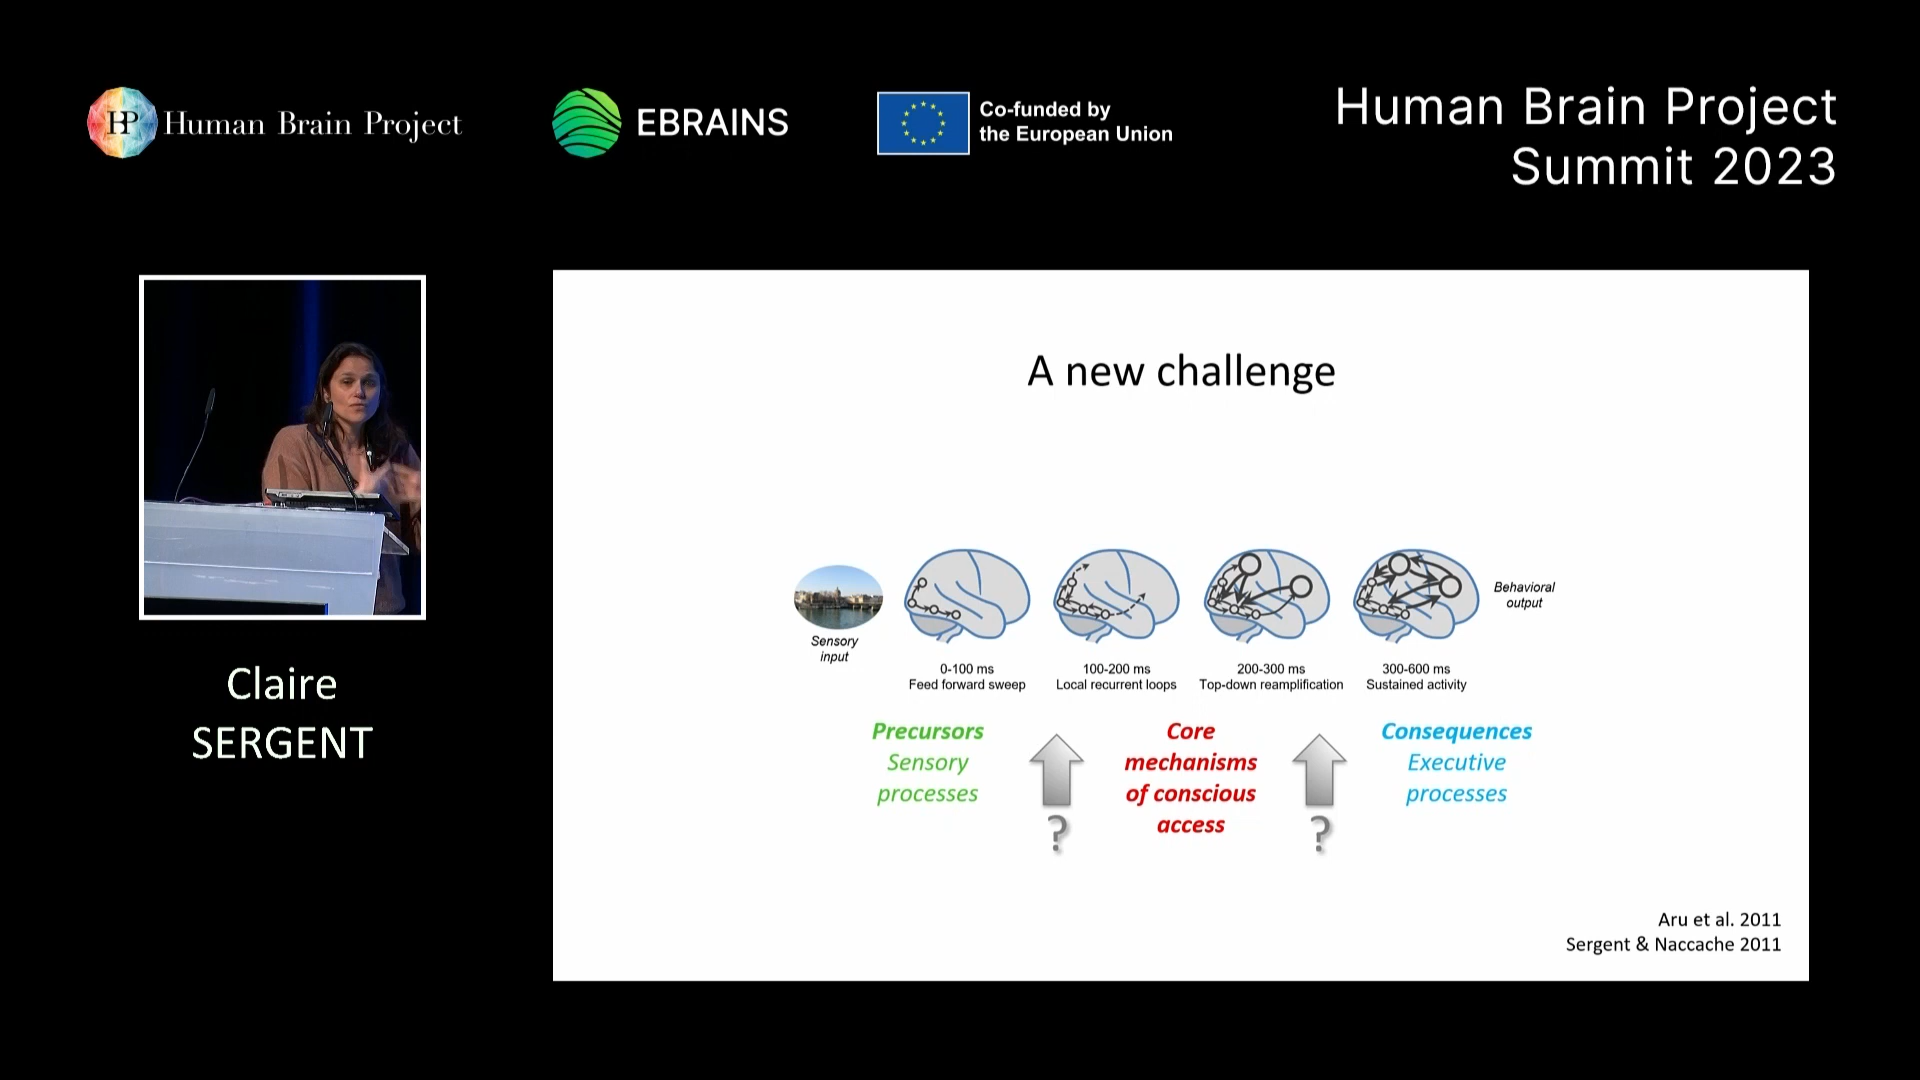 HP Human Brain Project
EBRAINS
Co-funded by
the European Union
Human Brain Project
Summit 2023
Claire
SERGENT
A new challenge
Sensory
input
0-100 ms
Feed forward sweep
100-200 ms
Local recurrent loops
200-300 ms
Top-down reamplification
300-600 ms
Sustained activity
Behavioral
output
Precursors
Sensory
processes
?
Core
mechanisms
of conscious
access
?
Consequences
Executive
processes
Aru et al. 2011
Sergent & Naccache 2011